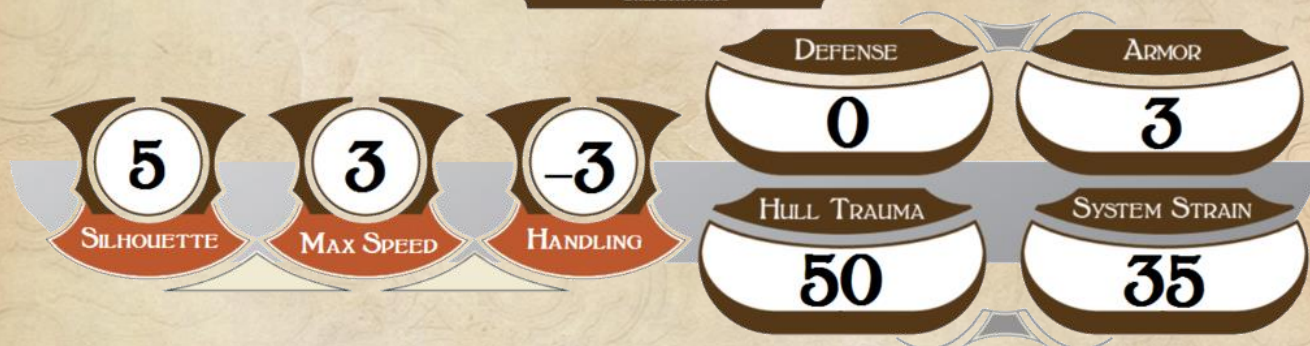 DEFENSE
ARMOR
0
3
5
3
–3
SILHOUETTE
MAX SPEED
HANDLING
HULL TRAUMA
SYSTEM STRAIN
50
35